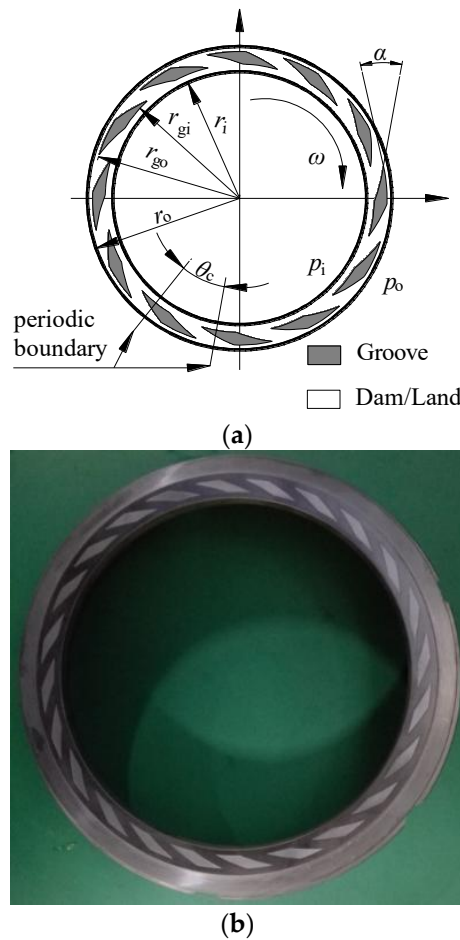 α
r_i
r_gi
r_go
ω
r_o
θ_c
p_i
p_o
periodic
boundary
Groove
Dam/Land
(a)
(b)